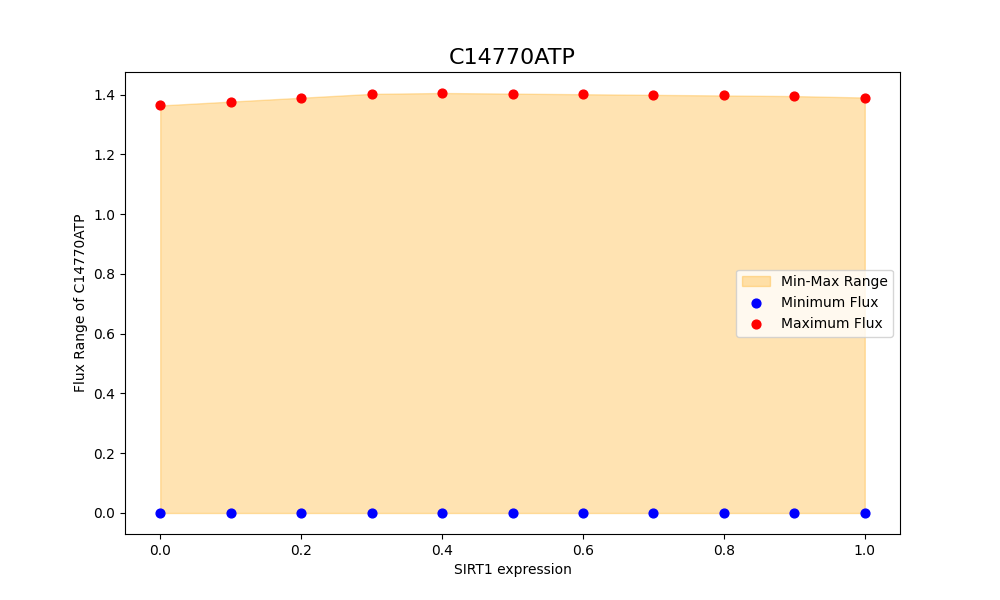 C14770ATP
1.4
1.2
1.0
0.8
0.6
0.4
0.2
0.0
Flux Range of C14770ATP
Min-Max Range
Minimum Flux
Maximum Flux
0.0 0.2 0.4 0.6 0.8 1.0
SIRT1 expression